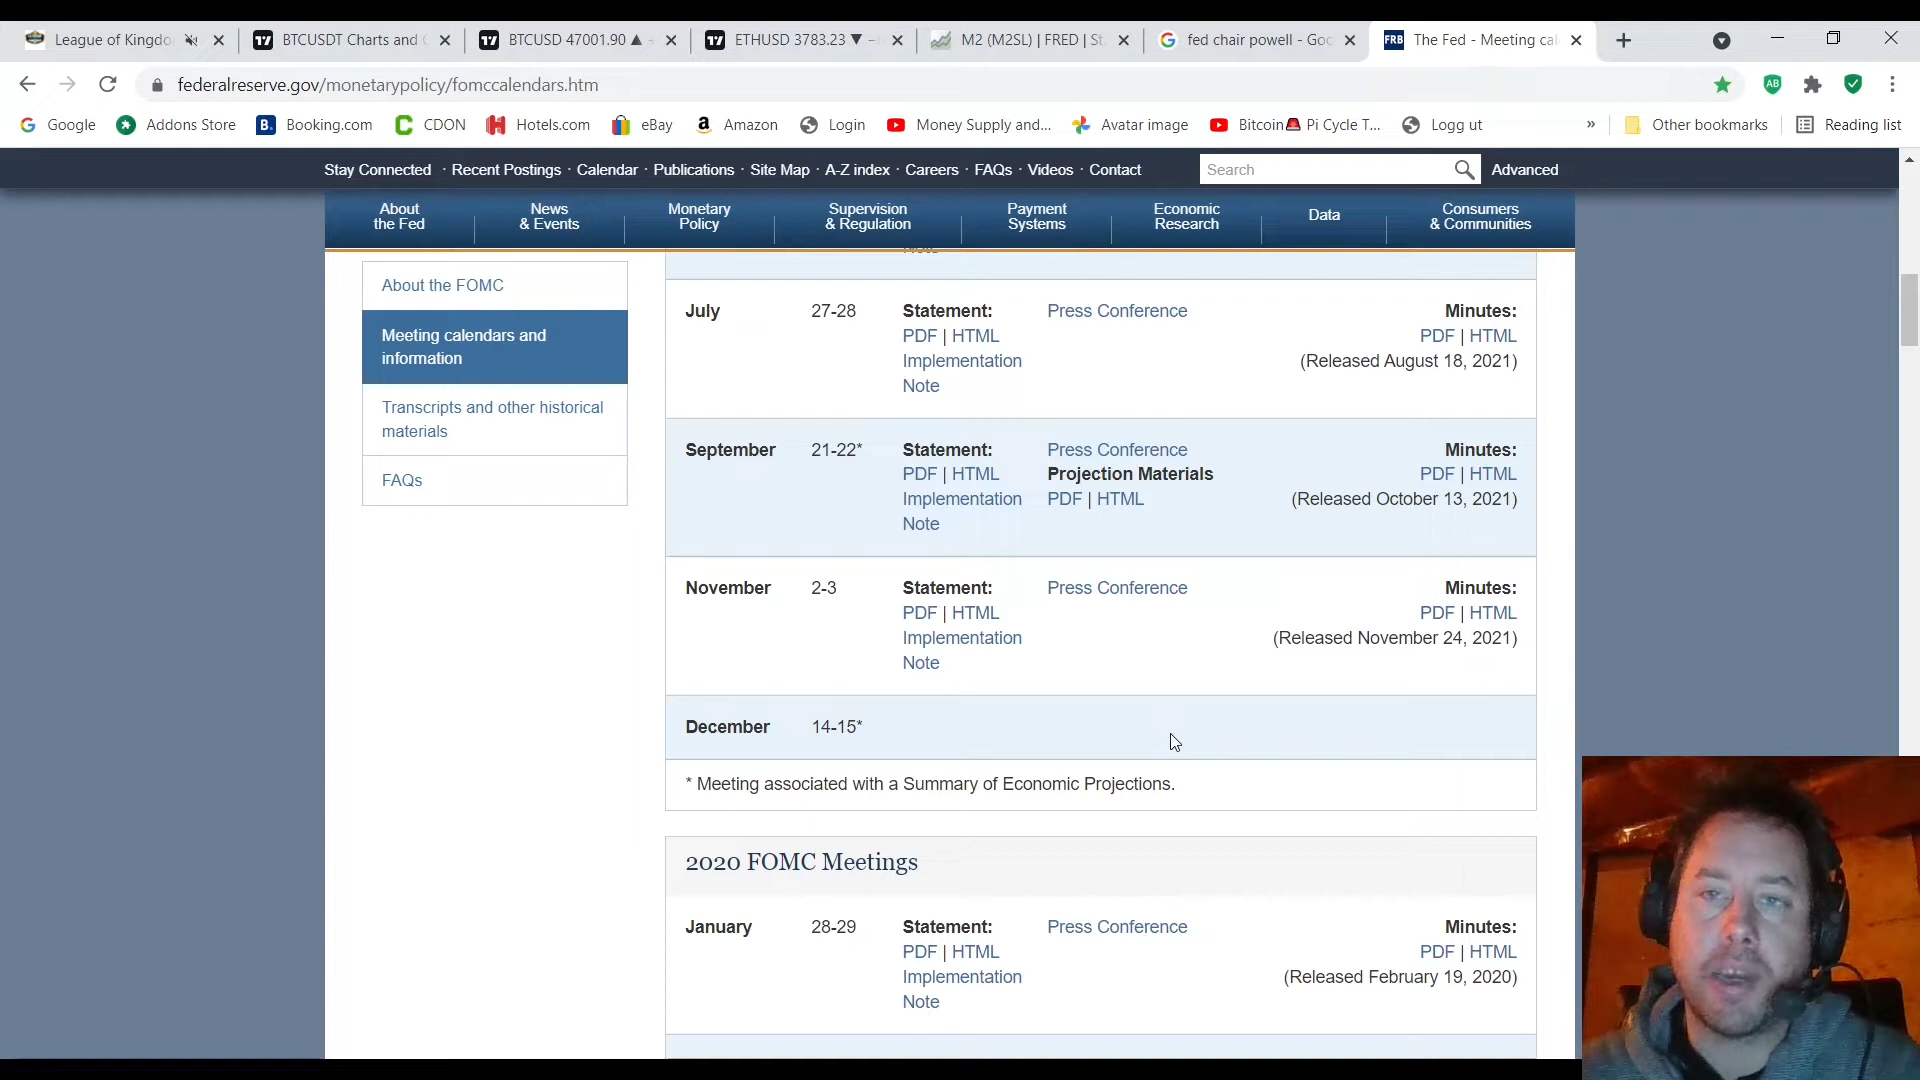 League of Kingdo
BTCUSDT Charts and
BTCUSD 47001.90 ▲
ETHUSD 3783.23 ▼
M2 (M2SL) | FRED | St.
fed chair powell - Goo
FRB
The Fed - Meeting cal
federalreserve.gov/monetarypolicy/fomccalendars.htm
Google
Addons Store
B.
Booking.com
CDON
Hotels.com
eBay
Amazon
Login
Money Supply and...
Avatar image
Bitcoin🚨 Pi Cycle T...
Logg ut
»
Other bookmarks
Reading list
Stay Connected · Recent Postings · Calendar · Publications · Site Map · A-Z index · Careers · FAQs · Videos · Contact
Search
Advanced
About
the Fed
News
& Events
Monetary
Policy
Supervision
& Regulation
Payment
Systems
Economic
Research
Data
Consumers
& Communities
About the FOMC
Meeting calendars and
information
Transcripts and other historical
materials
FAQs
Note
July 27-28 Statement: Press Conference Minutes:
PDF | HTML PDF | HTML
Implementation (Released August 18, 2021)
Note
September 21-22* Statement: Press Conference Minutes:
PDF | HTML Projection Materials PDF | HTML
Implementation PDF | HTML (Released October 13, 2021)
Note
November 2-3 Statement: Press Conference Minutes:
PDF | HTML PDF | HTML
Implementation (Released November 24, 2021)
Note
December 14-15*
* Meeting associated with a Summary of Economic Projections.
2020 FOMC Meetings
January 28-29 Statement: Press Conference Minutes:
PDF | HTML PDF | HTML
Implementation (Released February 19, 2020)
Note